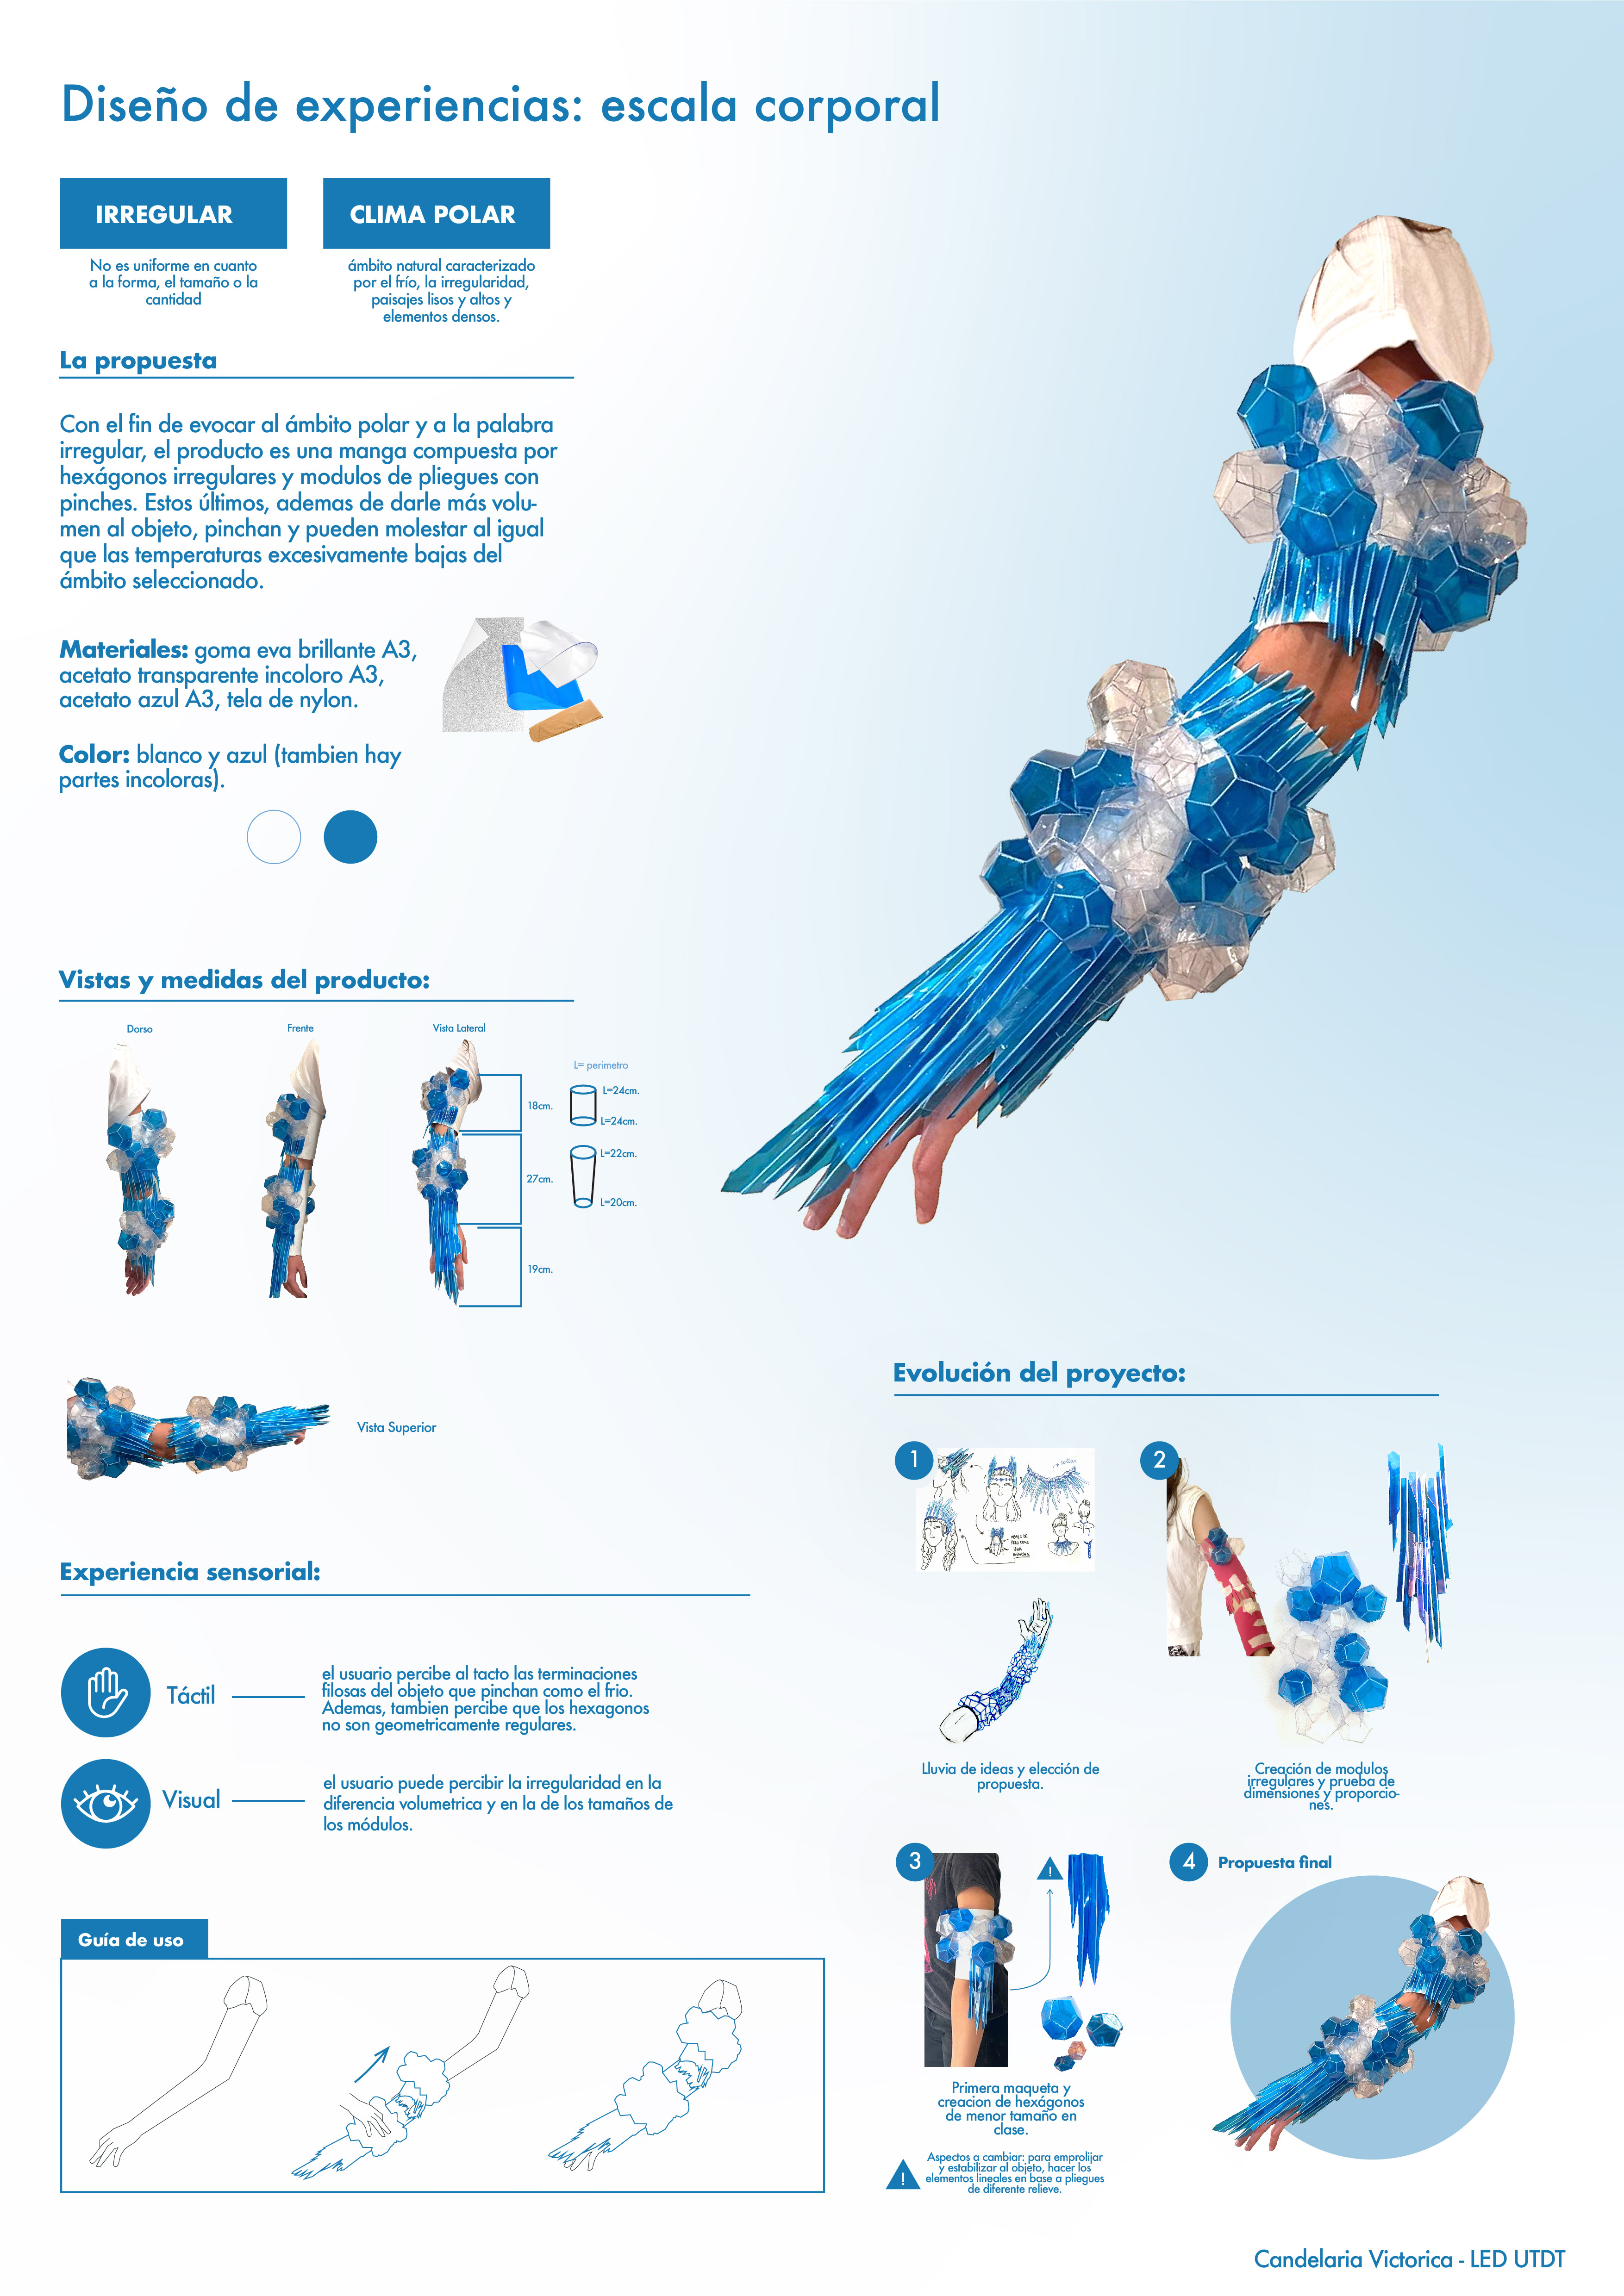 Diseño de experiencias: escala corporal
IRREGULAR
No es uniforme en cuanto
a la forma, el tamaño o la
cantidad
CLIMA POLAR
ámbito natural caracterizado
por el frío, la irregularidad,
paisajes lisos y altos y
elementos densos.
La propuesta
Con el fin de evocar al ámbito polar y a la palabra
irregular, el producto es una manga compuesta por
hexágonos irregulares y modulos de pliegues con
pinches. Estos últimos, ademas de darle más volu-
men al objeto, pinchan y pueden molestar al igual
que las temperaturas excesivamente bajas del
ámbito seleccionado.
Materiales: goma eva brillante A3,
acetato transparente incoloro A3,
acetato azul A3, tela de nylon.
Color: blanco y azul (tambien hay
partes incoloras).
Vistas y medidas del producto:
Dorso
Frente
Vista Lateral
L= perimetro
18cm.
L=24cm.
L=24cm.
27cm.
L=22cm.
L=20cm.
19cm.
Vista Superior
Experiencia sensorial:
Táctil
el usuario percibe al tacto las terminaciones
filosas del objeto que pinchan como el frio.
Ademas, tambien percibe que los hexagonos
no son geometricamente regulares.
Visual
el usuario puede percibir la irregularidad en la
diferencia volumetrica y en la de los tamaños de
los módulos.
Guía de uso
Evolución del proyecto:
1
Lluvia de ideas y elección de
propuesta.
2
Creación de modulos
irregulares y prueba de
dimensiones y proporcio-
nes.
3
!
Primera maqueta y
creacion de hexágonos
de menor tamaño en
clase.
!
Aspectos a cambiar: para emprolijar
y estabilizar al objeto, hacer los
elementos lineales en base a pliegues
de diferente relieve.
4
Propuesta final
Candelaria Victorica - LED UTDT